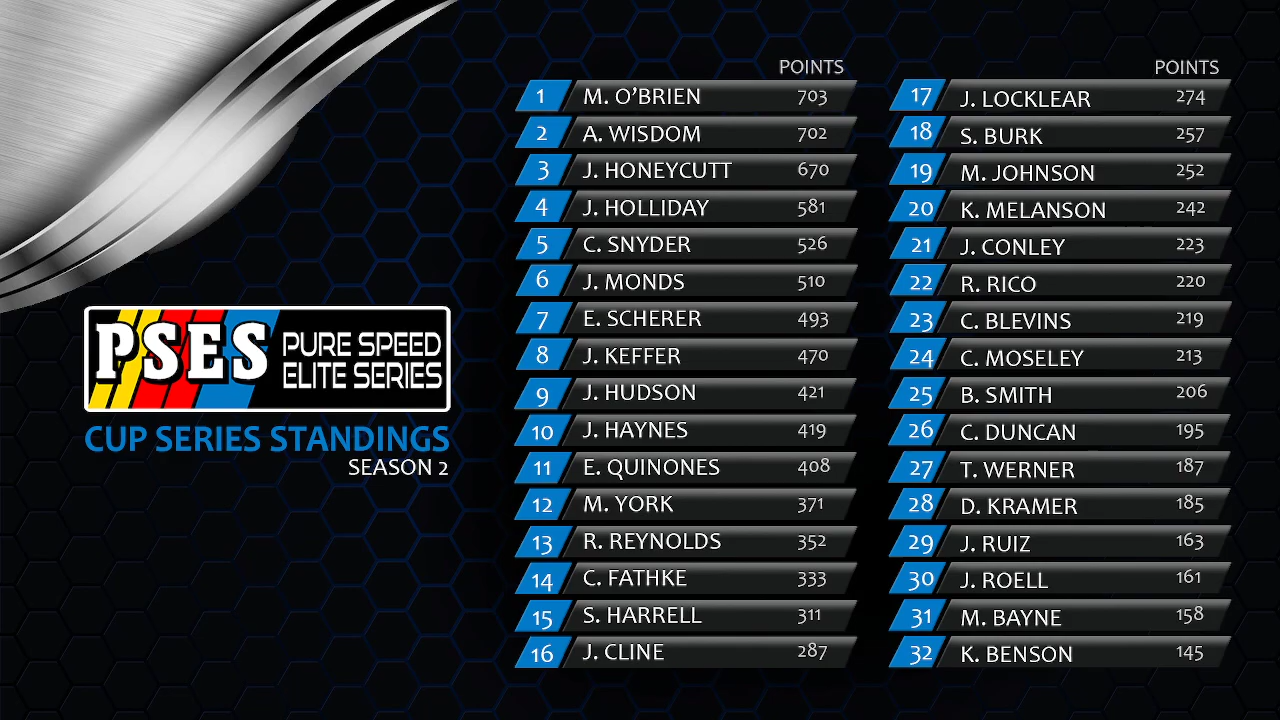 PSES PURE SPEED
ELITE SERIES
CUP SERIES STANDINGS
SEASON 2
POINTS
1 M. O’BRIEN 703
2 A. WISDOM 702
3 J. HONEYCUTT 670
4 J. HOLLIDAY 581
5 C. SNYDER 526
6 J. MONDS 510
7 E. SCHERER 493
8 J. KEFFER 470
9 J. HUDSON 421
10 J. HAYNES 419
11 E. QUINONES 408
12 M. YORK 371
13 R. REYNOLDS 352
14 C. FATHKE 333
15 S. HARRELL 311
16 J. CLINE 287
POINTS
17 J. LOCKLEAR 274
18 S. BURK 257
19 M. JOHNSON 252
20 K. MELANSON 242
21 J. CONLEY 223
22 R. RICO 220
23 C. BLEVINS 219
24 C. MOSELEY 213
25 B. SMITH 206
26 C. DUNCAN 195
27 T. WERNER 187
28 D. KRAMER 185
29 J. RUIZ 163
30 J. ROELL 161
31 M. BAYNE 158
32 K. BENSON 145